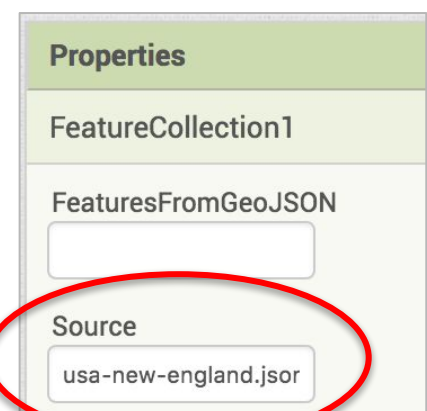 Properties
FeatureCollection1
FeaturesFromGeoJSON
Source
usa-new-england.jsor